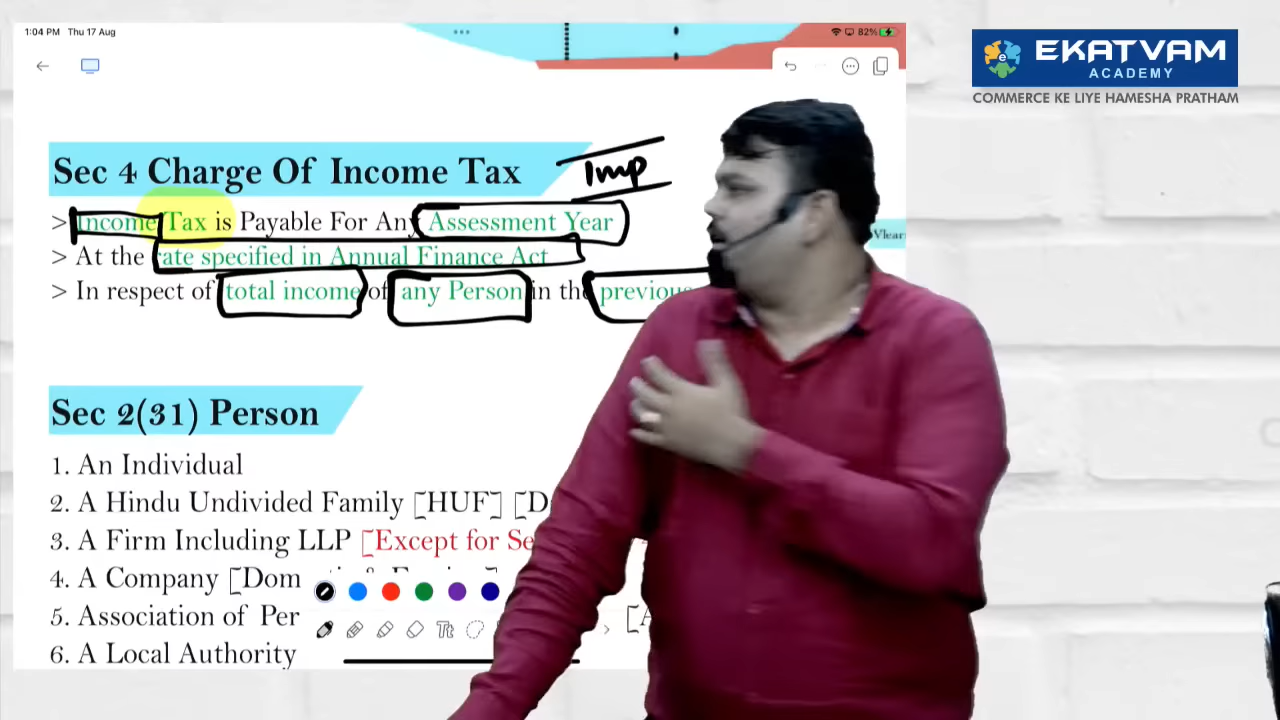 1:04 PM Thu 17 Aug
82%
EKATVAM
ACADEMY
COMMERCE KE LIYE HAMESHA PRATHAM
Sec 4 Charge Of Income Tax
Imp
> Income Tax is Payable For Any Assessment Year
> At the rate specified in Annual Finance Act
> In respect of total income of any Person in the previous
Sec 2(31) Person
1. An Individual
2. A Hindu Undivided Family [HUF]
3. A Firm Including LLP [Except for
4. A Company
5. Association of
6. A Local Authority
Tt